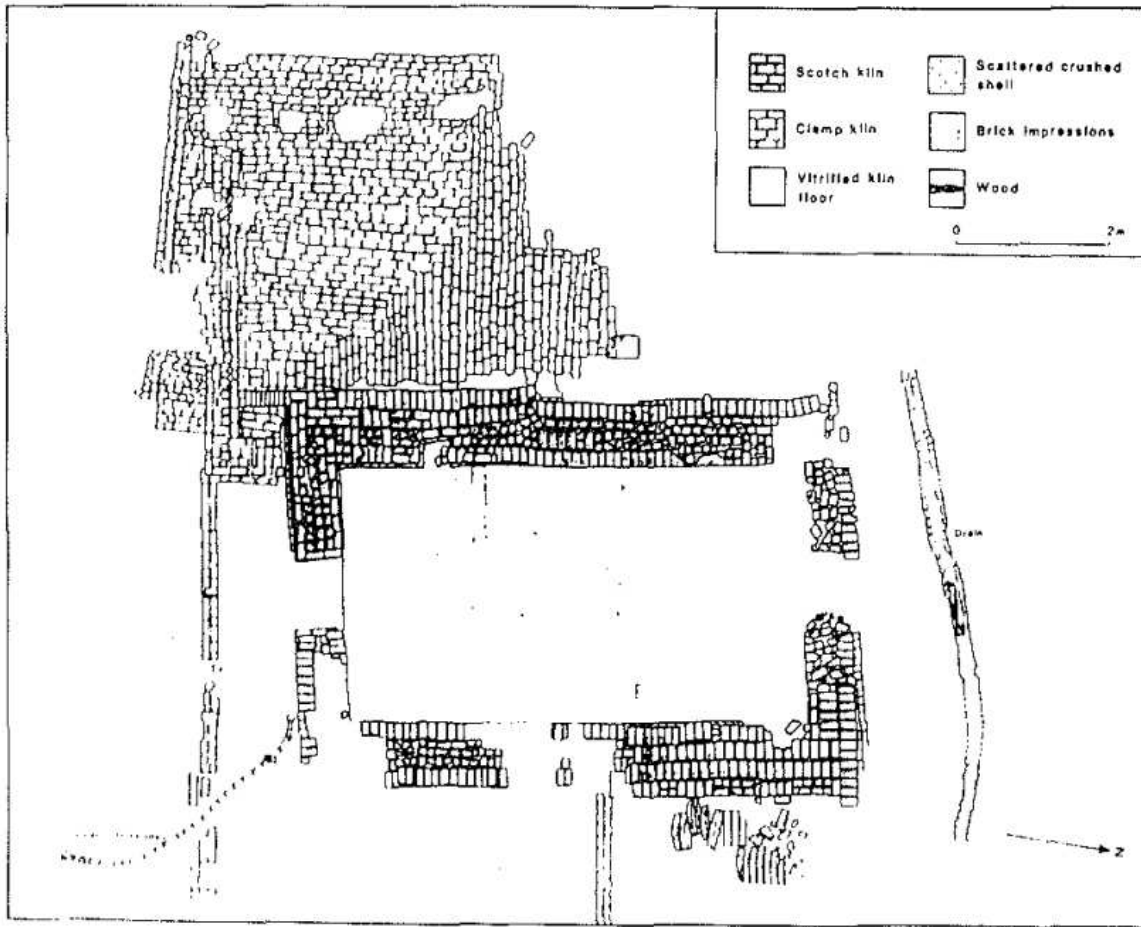 Scotch kiln
Clamp kiln
Vitrified kiln
floor
Scattered crushed
shell
Brick impressions
Wood
0 2m
Drain
Z